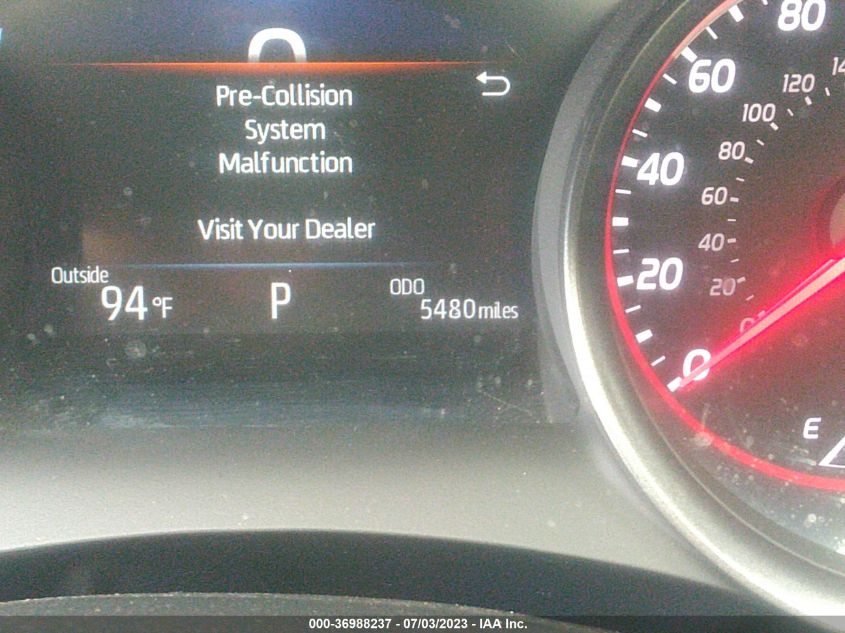 0
Pre-Collision
System
Malfunction
Visit Your Dealer
Outside
94 °F
P
ODO
5480 miles
80
60
40
20
0
120
100
80
60
40
20
E
000-36988237 - 07/03/2023 - IAA Inc.